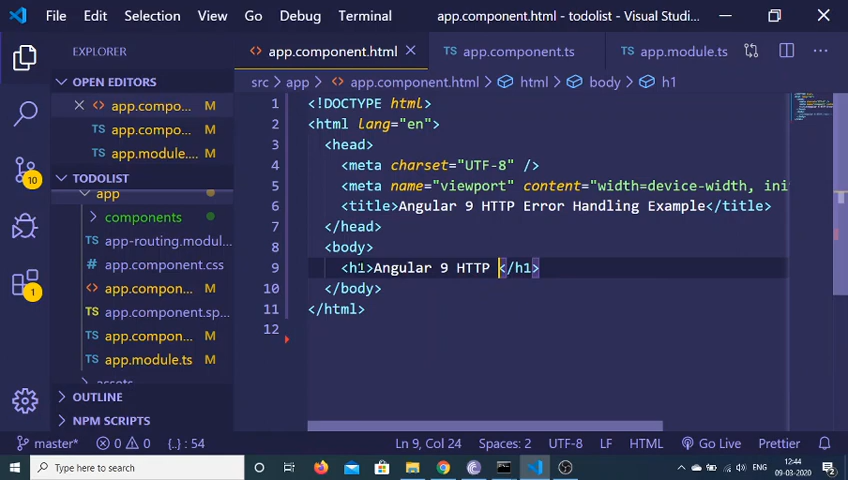 File Edit Selection View Go Debug Terminal app.component.html - todolist - Visual Studi...
EXPLORER
app.component.html
app.component.ts
app.module.ts
OPEN EDITORS
src > app > app.component.html > html > body > h1
app.compo... M
app.compo... M
app.module.... M
TODOLIST
app
components
app-routing.modul...
app.component.css
app.compon... M
app.component.sp...
app.compon... M
app.module.ts M
assets
OUTLINE
NPM SCRIPTS
10
1
1 <!DOCTYPE html>
2 <html lang="en">
3 <head>
4 <meta charset="UTF-8" />
5 <meta name="viewport" content="width=device-width, ini
6 <title>Angular 9 HTTP Error Handling Example</title>
7 </head>
8 <body>
9 <h1>Angular 9 HTTP </h1>
10 </body>
11 </html>
12
master* 0 0 {..} : 54 Ln 9, Col 24 Spaces: 2 UTF-8 LF HTML Go Live Prettier
Type here to search
ENG
12:44
09-03-2020
2